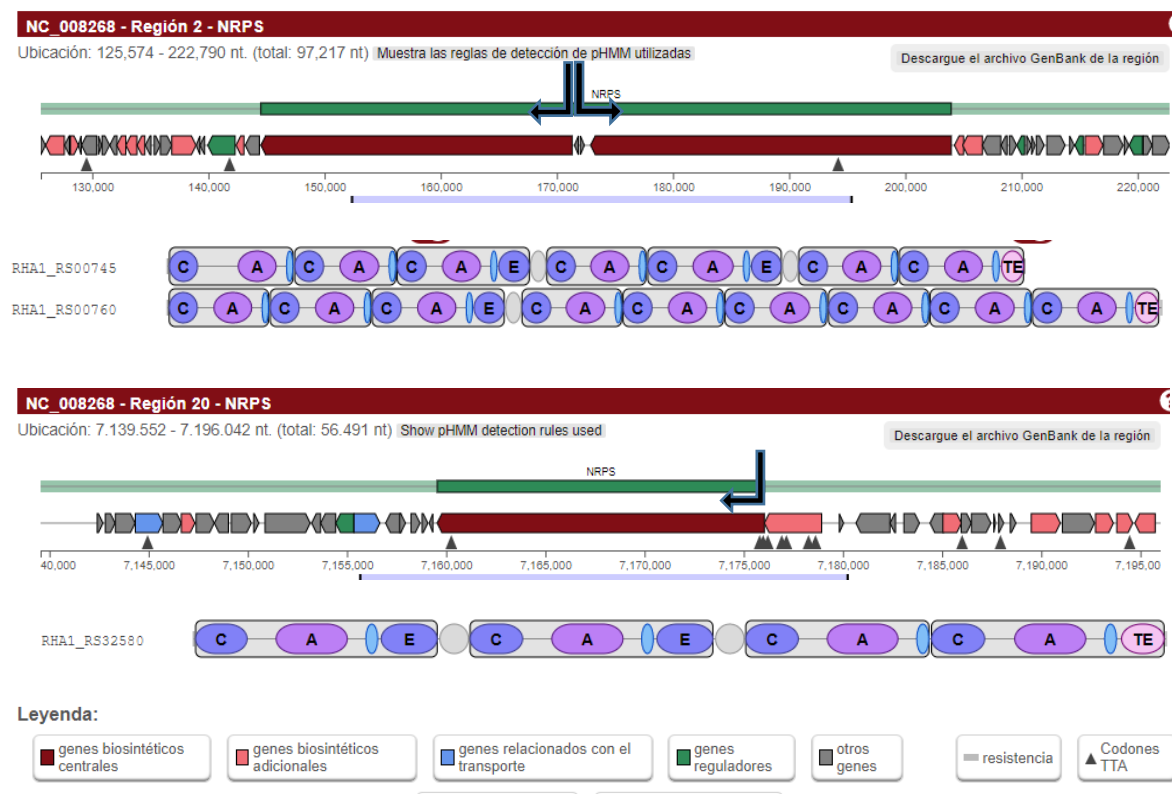 NC_008268 - Región 2 - NRPS
Ubicación: 125,574 - 222,790 nt. (total: 97,217 nt) Muestra las reglas de detección de pHMM utilizadas
Descargue el archivo GenBank de la región
NRPS
130,000 140,000 150,000 160,000 170,000 180,000 190,000 200,000 210,000 220,000
RHA1_RS00745 C A C A C A E C A C A E C A C A TE
RHA1_RS00760 C A C A C A E C A C A C A C A C A C A TE
NC_008268 - Región 20 - NRPS
?
Ubicación: 7.139.552 - 7.196.042 nt. (total: 56.491 nt) Show pHMM detection rules used
Descargue el archivo GenBank de la región
NRPS
40,000 7,145,000 7,150,000 7,155,000 7,160,000 7,165,000 7,170,000 7,175,000 7,180,000 7,185,000 7,190,000 7,195,00
RHA1_RS32580 C A E C A E C A C A TE
Leyenda:
genes biosintéticos centrales
genes biosintéticos adicionales
genes relacionados con el transporte
genes reguladores
otros genes
resistencia
Codones TTA